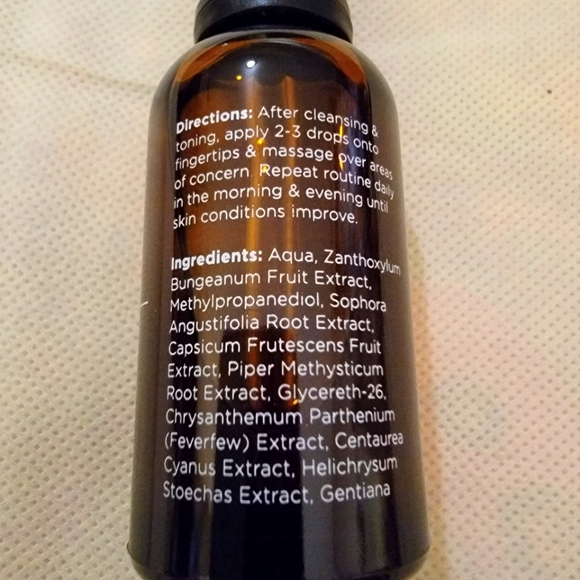 Directions: After cleansing &
toning, apply 2-3 drops onto
fingertips & massage over areas
of concern. Repeat routine daily
in the morning & evening until
skin conditions improve.
Ingredients: Aqua, Zanthoxylum
Bungeanum Fruit Extract,
Methylpropanediol, Sophora
Angustifolia Root Extract,
Capsicum Frutescens Fruit
Extract, Piper Methysticum
Root Extract, Glycereth-26,
Chrysanthemum Parthenium
(Feverfew) Extract, Centaurea
Cyanus Extract, Helichrysum
Stoechas Extract, Gentiana